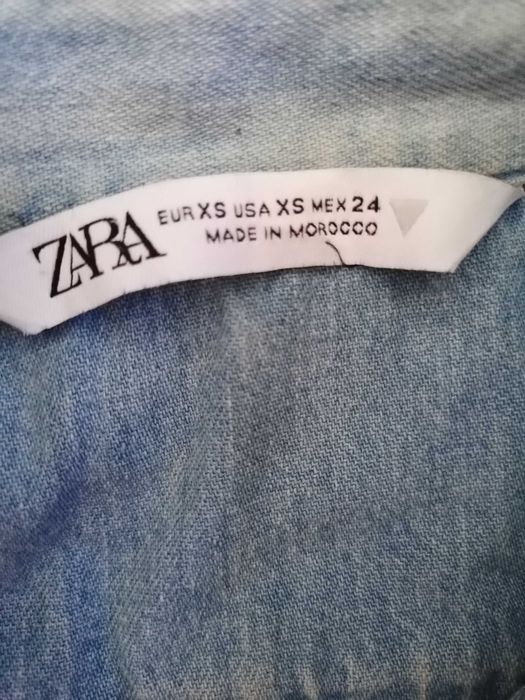 ZARA
EUR XS USA XS MEX 24
MADE IN MOROCCO